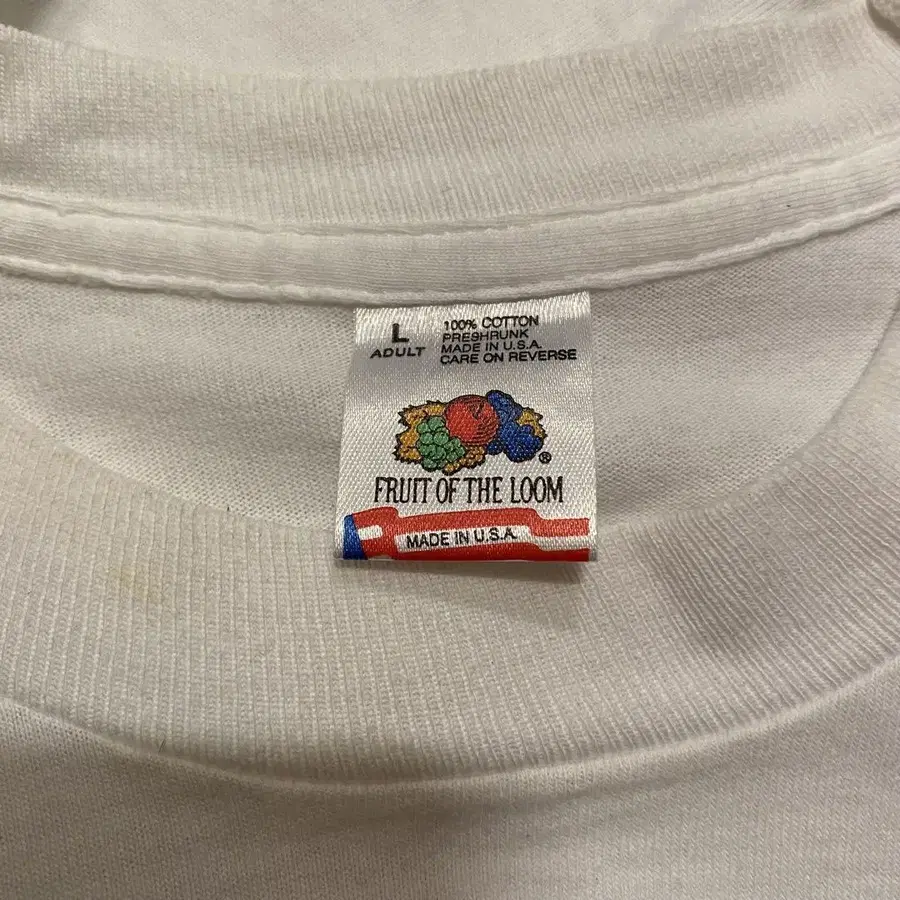 L
ADULT
100% COTTON
PRESHRUNK
MADE IN U.S.A.
CARE ON REVERSE
®
FRUIT OF THE LOOM
MADE IN U.S.A.